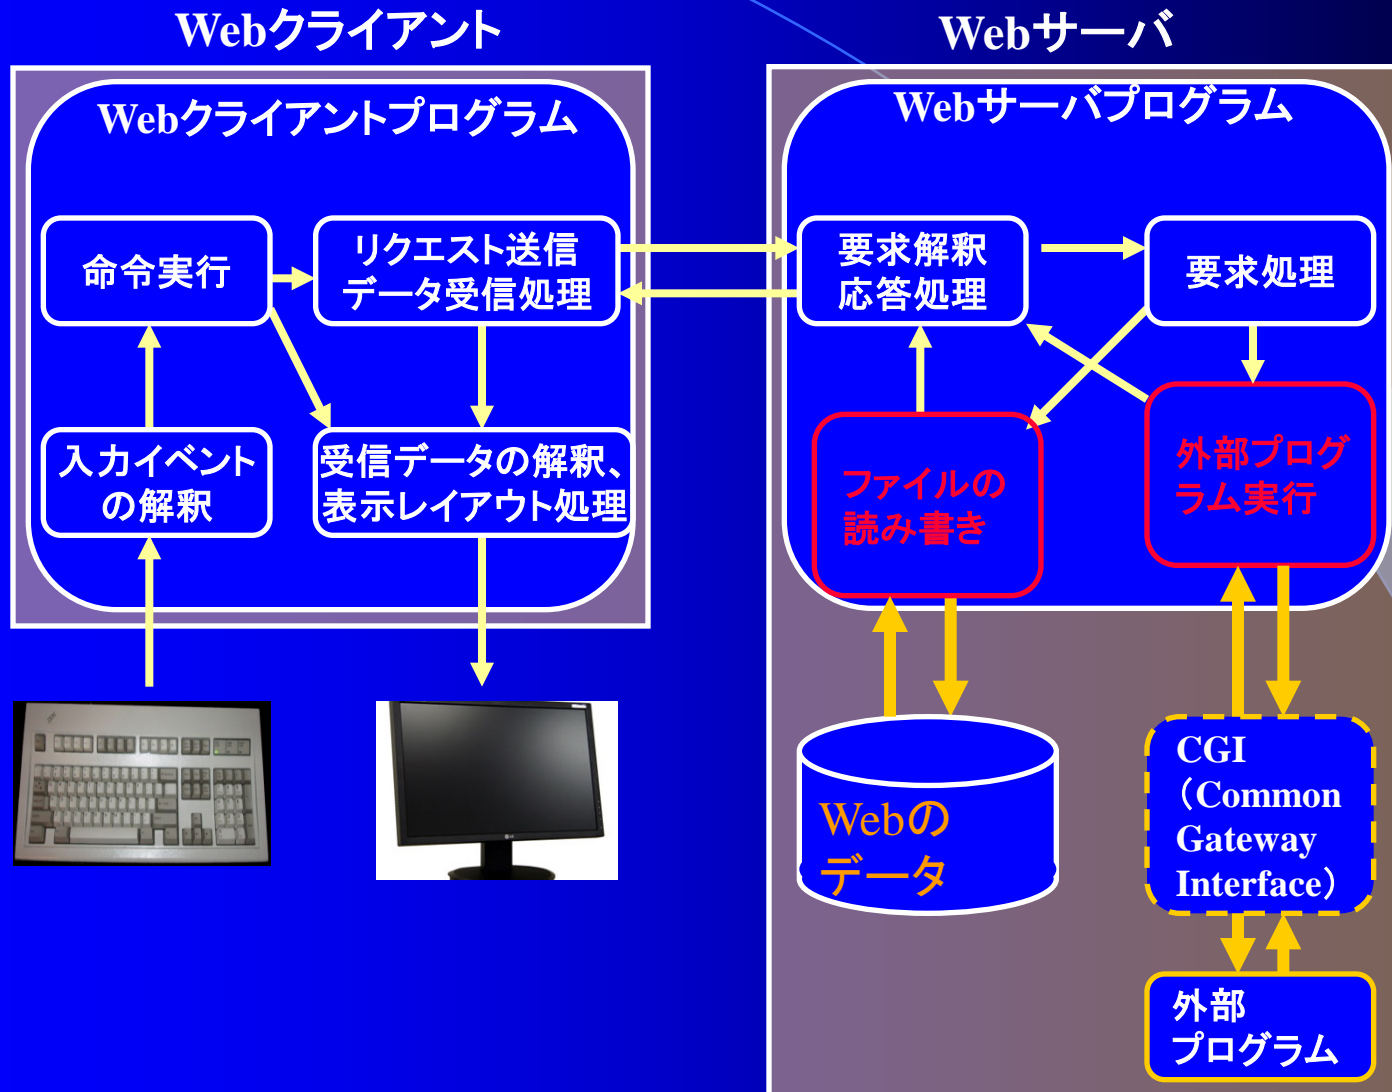 Webクライアント
Webサーバ
Webクライアントプログラム
Webサーバプログラム
命令実行
リクエスト送信
データ受信処理
要求解釈
応答処理
要求処理
入力イベント
の解釈
受信データの解釈、
表示レイアウト処理
ファイルの
読み書き
外部プログ
ラム実行
Webの
データ
CGI
（Common
Gateway
Interface）
外部
プログラム